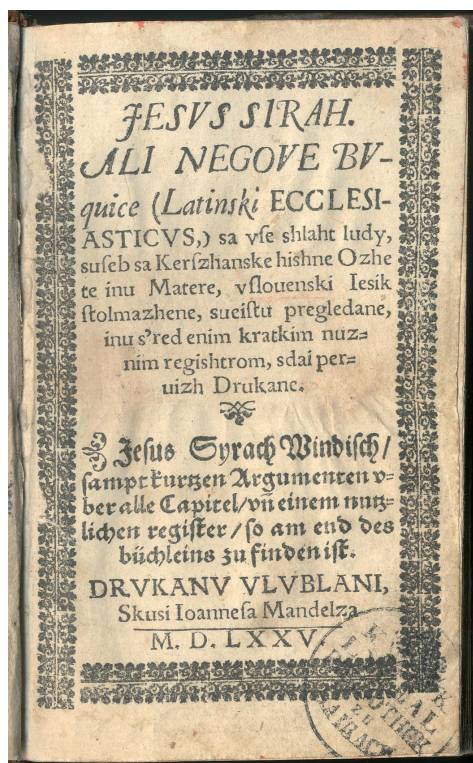 JESVS SIRAH.
ALI NEGOVE BV-
quice (Latinski ECCLESI-
ASTICVS,) sa vſe shlaht ludy,
suſeb sa Kerſzhanske hishne Ozhe
te inu Matere, vſlouenski Iesik
ſtolmazhene, sueiſtu pregledane,
inu s'red enim kratkim nuz=
nim regishtrom, sdai per=
uizh Drukane.
Jesus Syrach Windisch/
sampt kurtzen Argumenten v=
ber alle Capitel/vñ einem nutz=
lichen register/so am end des
büchleins zu finden ist.
DRVKANV VLVBLANI,
Skusi Ioanneſa Mandelza
M. D. LXXV